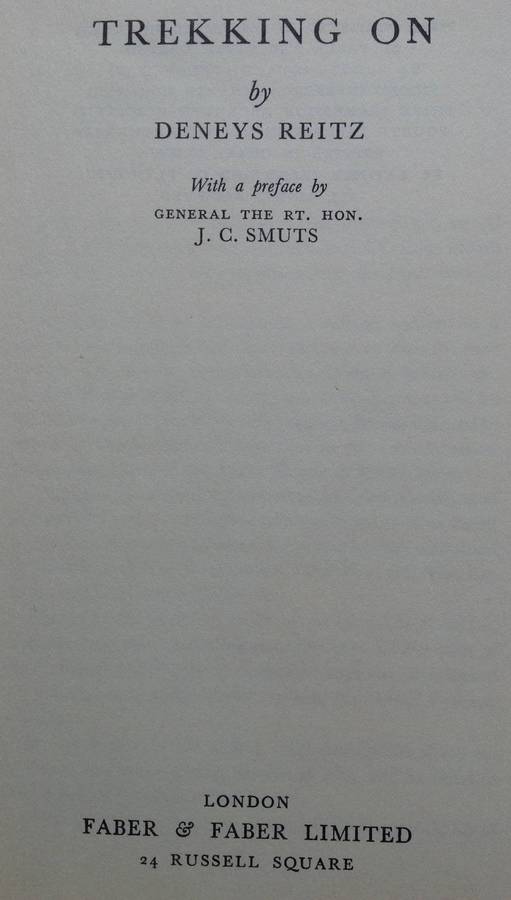 TREKKING ON
by
DENEYS REITZ
With a preface by
GENERAL THE RT. HON.
J. C. SMUTS
LONDON
FABER & FABER LIMITED
24 RUSSELL SQUARE